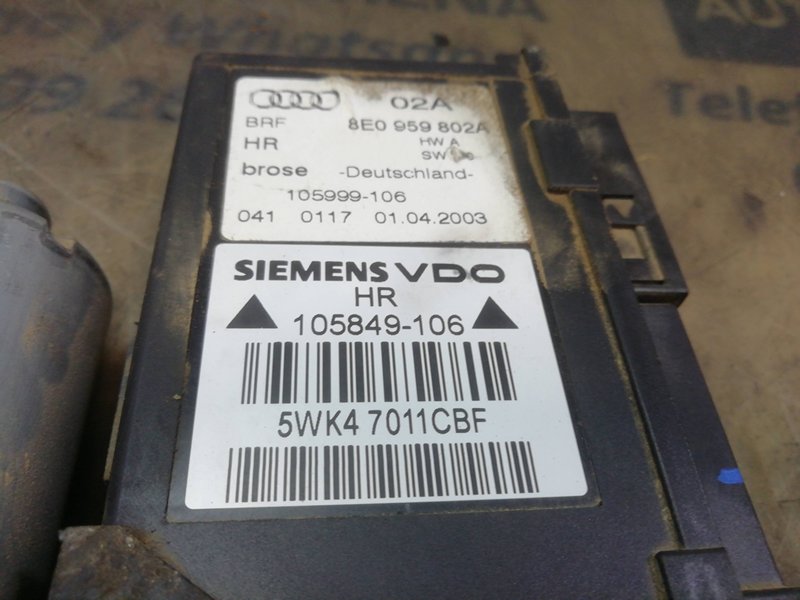 02A
BRF 8E0 959 802A
HR HW A
SW
brose -Deutschland-
105999-106
041 0117 01.04.2003
SIEMENS VDO
HR
105849-106
5WK4 7011CBF